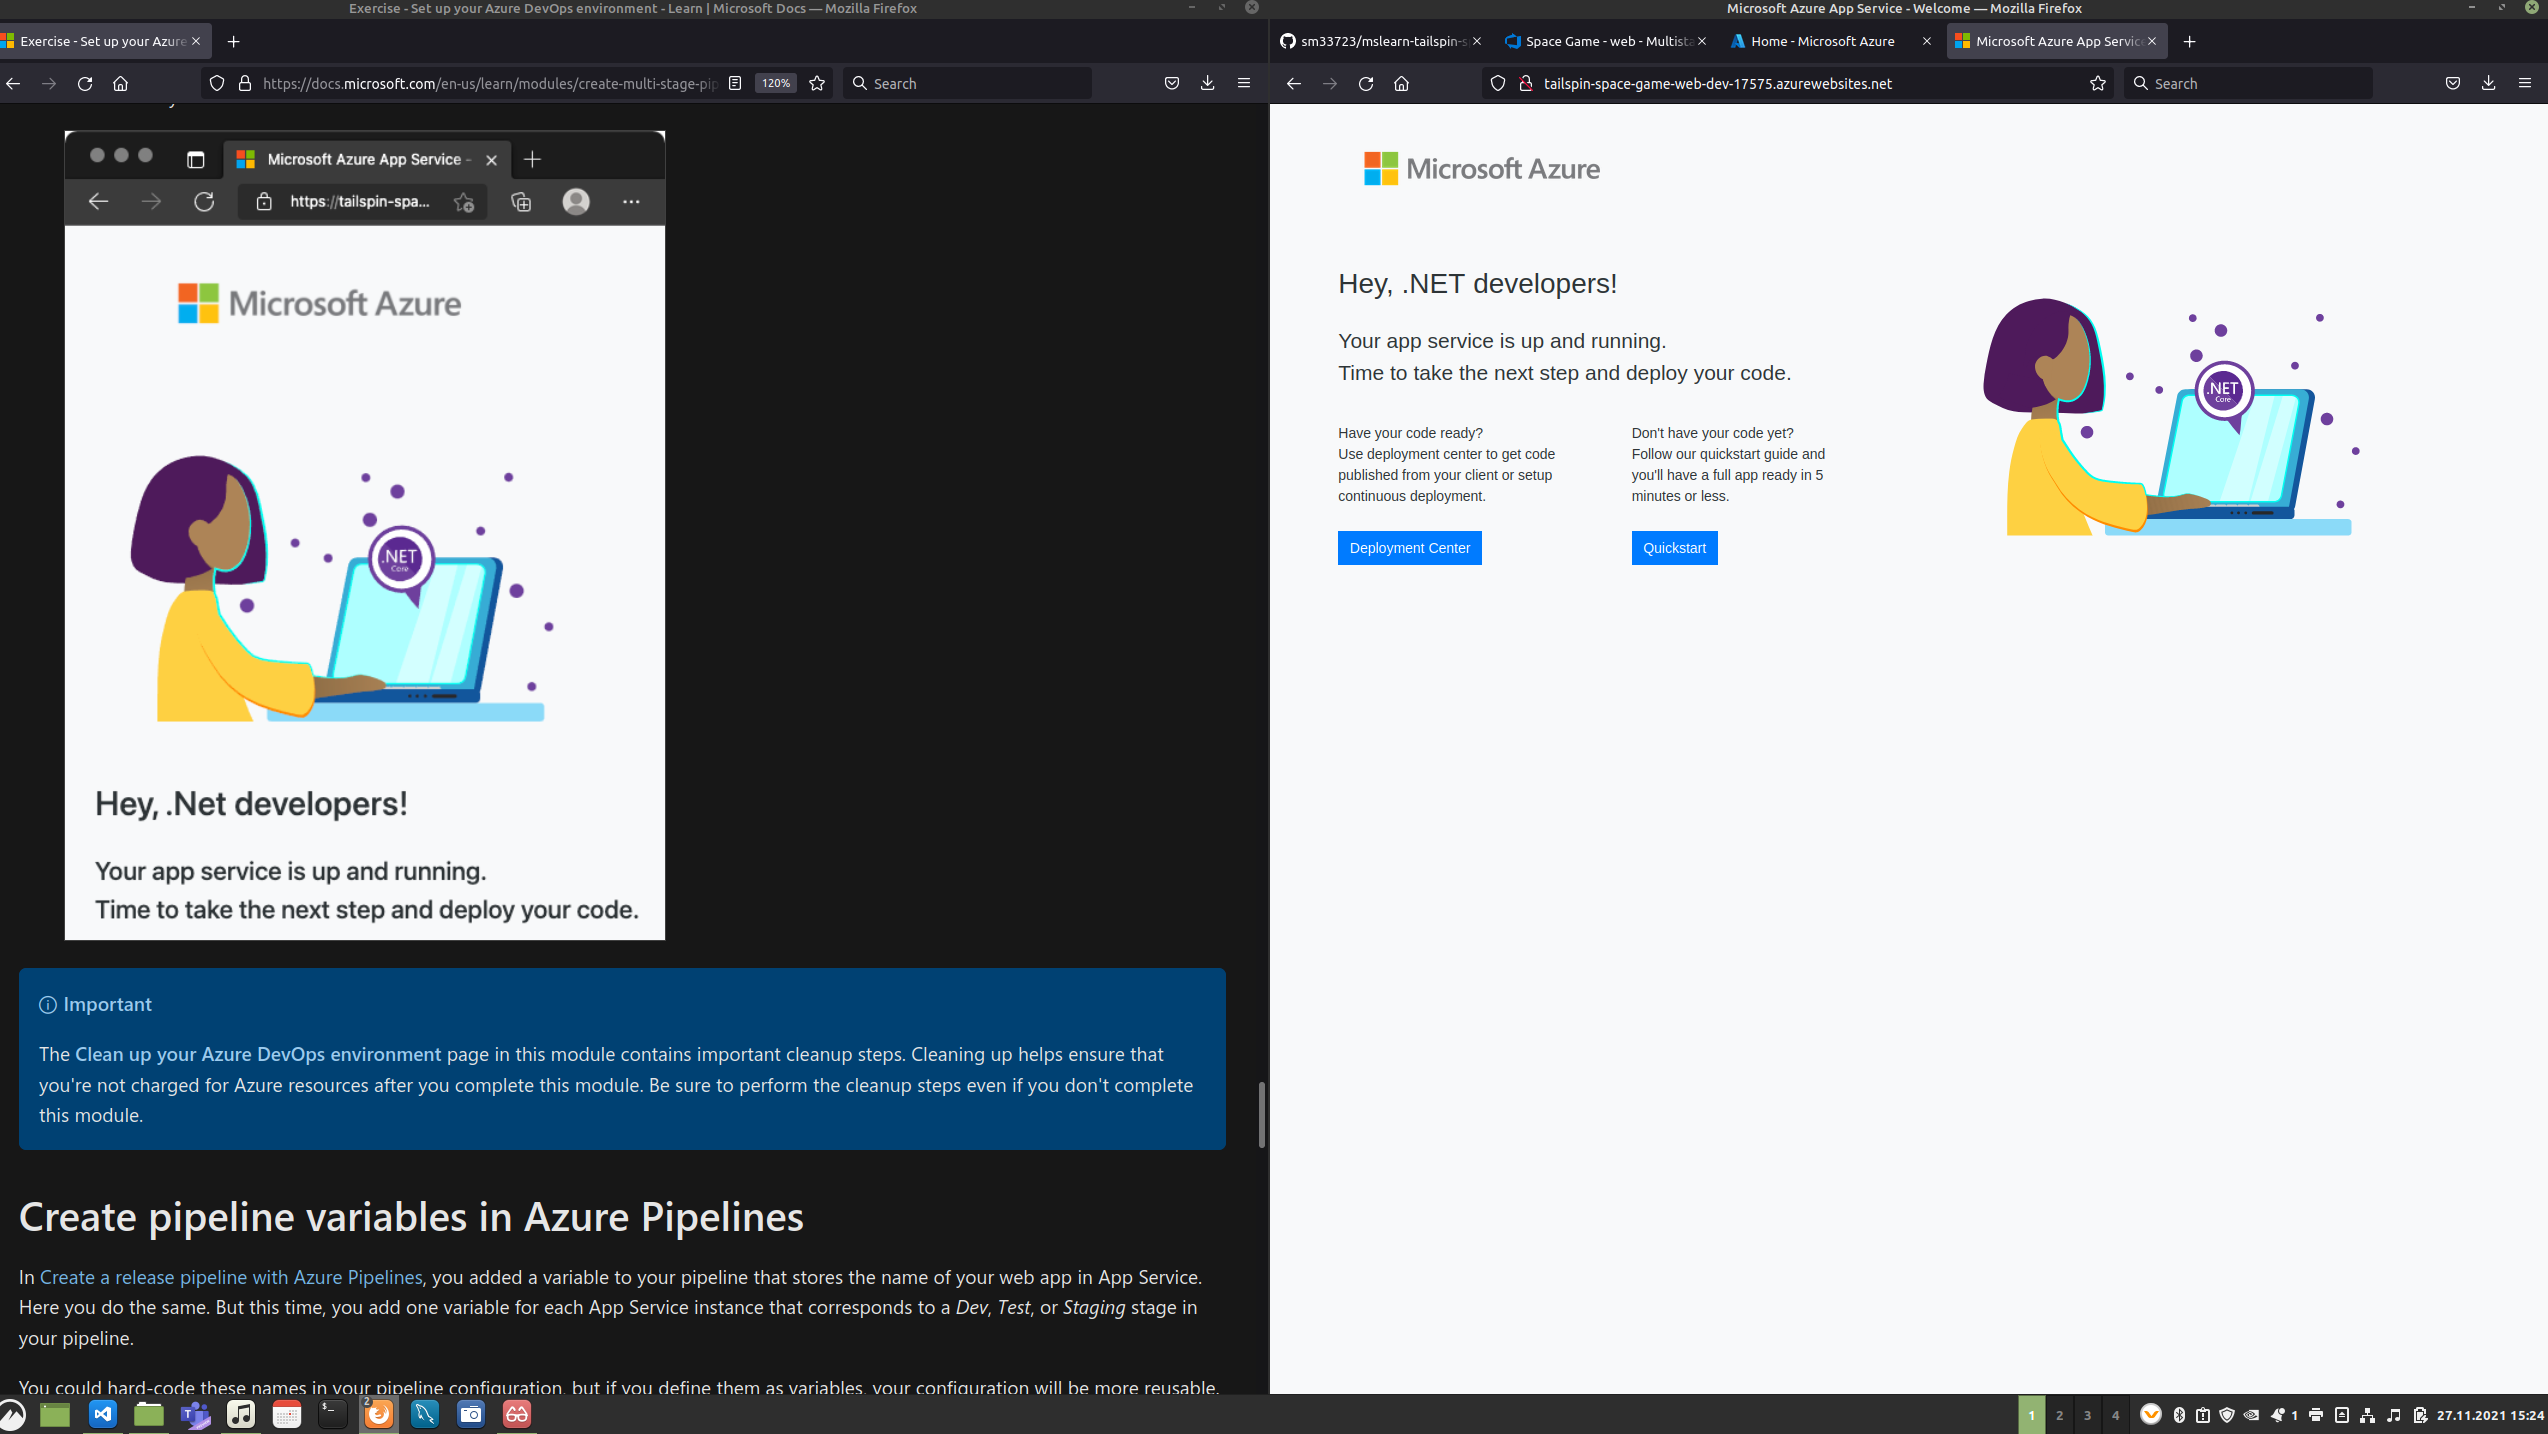 Exercise - Set up your Azure DevOps environment - Learn | Microsoft Docs — Mozilla Firefox
Exercise - Set up your Azure
https://docs.microsoft.com/en-us/learn/modules/create-multi-stage-pip
120%
Search
Microsoft Azure App Service -
https://tailspin-spa...
Microsoft Azure
.NET
Core
Hey, .Net developers!
Your app service is up and running.
Time to take the next step and deploy your code.
Important
The Clean up your Azure DevOps environment page in this module contains important cleanup steps. Cleaning up helps ensure that
you're not charged for Azure resources after you complete this module. Be sure to perform the cleanup steps even if you don't complete
this module.
Create pipeline variables in Azure Pipelines
In Create a release pipeline with Azure Pipelines, you added a variable to your pipeline that stores the name of your web app in App Service.
Here you do the same. But this time, you add one variable for each App Service instance that corresponds to a Dev, Test, or Staging stage in
your pipeline.
You could hard-code these names in your pipeline configuration, but if you define them as variables, your configuration will be more reusable.
Microsoft Azure App Service - Welcome — Mozilla Firefox
sm33723/mslearn-tailspin-s
Space Game - web - Multista
Home - Microsoft Azure
Microsoft Azure App Service
tailspin-space-game-web-dev-17575.azurewebsites.net
Search
Microsoft Azure
Hey, .NET developers!
Your app service is up and running.
Time to take the next step and deploy your code.
Have your code ready?
Use deployment center to get code
published from your client or setup
continuous deployment.
Deployment Center
Don't have your code yet?
Follow our quickstart guide and
you'll have a full app ready in 5
minutes or less.
Quickstart
.NET
Core
2
1 2 3 4
1
27.11.2021 15:24